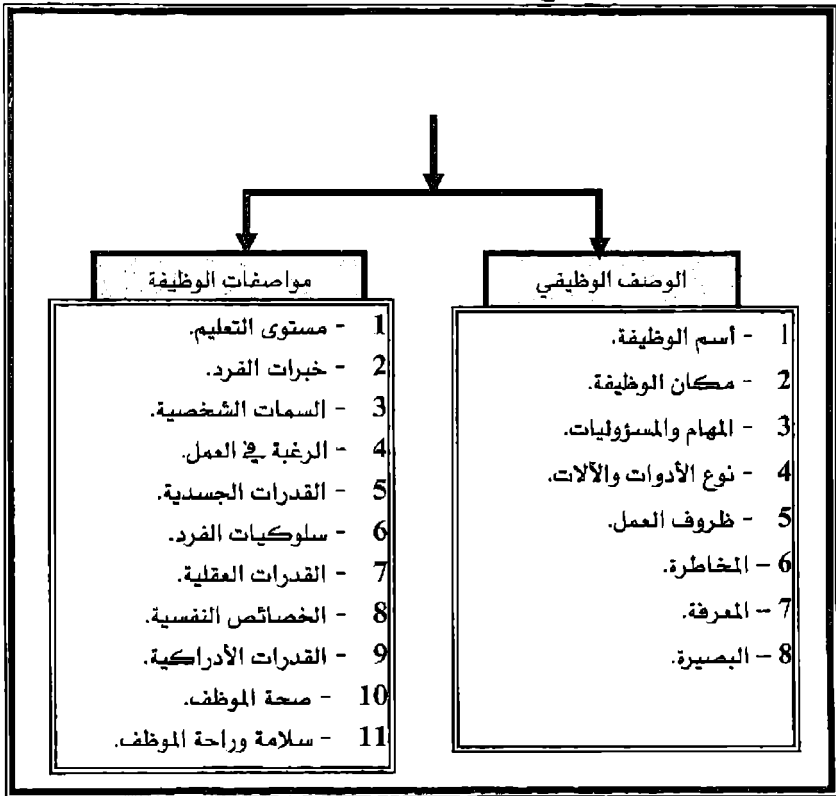 الوصف الوظيفي
1 - أسم الوظيفة.
2 - مكان الوظيفة.
3 - المهام والمسؤوليات.
4 - نوع الأدوات والآلات.
5 - ظروف العمل.
6 – المخاطرة.
7 – المعرفة.
8 – البصيرة.
مواصفات الوظيفة
1 - مستوى التعليم.
2 - خبرات الفرد.
3 - السمات الشخصية.
4 - الرغبة في العمل.
5 - القدرات الجسدية.
6 - سلوكيات الفرد.
7 - القدرات العقلية.
8 - الخصائص النفسية.
9 - القدرات الأدراكية.
10 - صحة الموظف.
11 - سلامة وراحة الموظف.